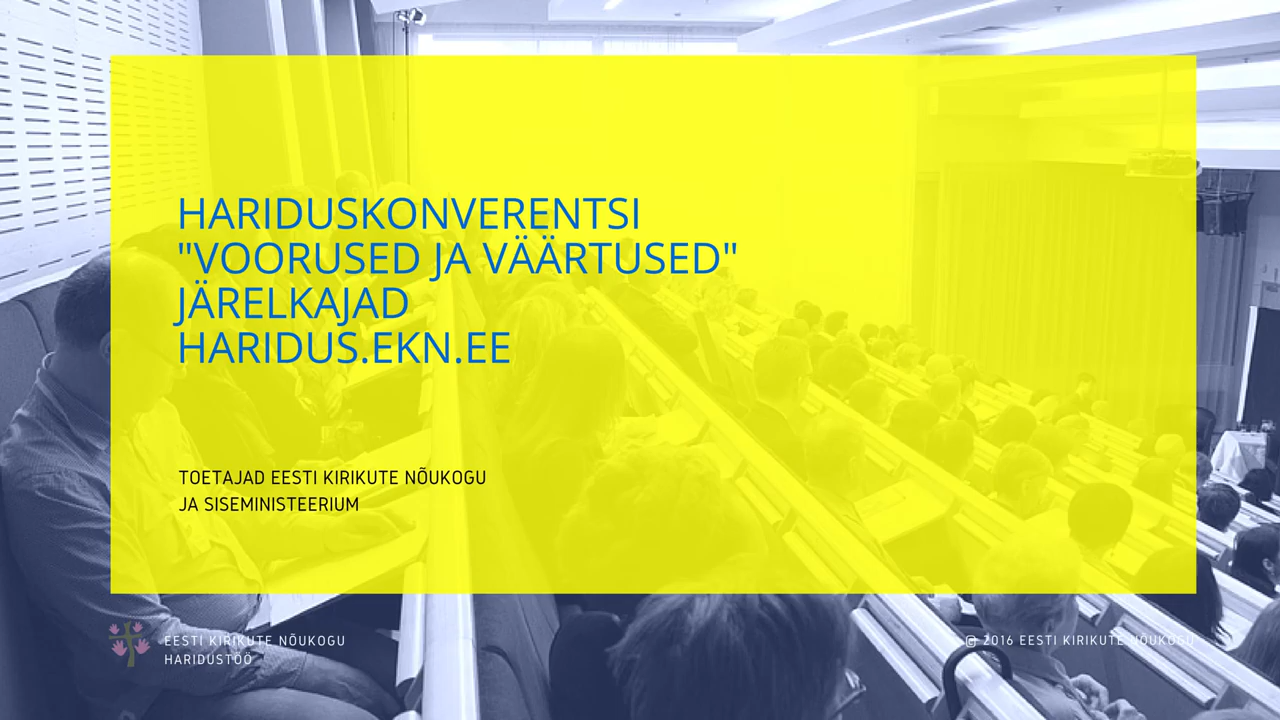 HARIDUSKONVERENTSI
"VOORUSED JA VÄÄRTUSED"
JÄRELKAJAD
HARIDUS.EKN.EE
TOETAJAD EESTI KIRIKUTE NÕUKOGU
JA SISEMINISTEERIUM
EESTI KIRIKUTE NÕUKOGU
HARIDUSTÖÖ
© 2016 EESTI KIRIKUTE NÕUKOGU